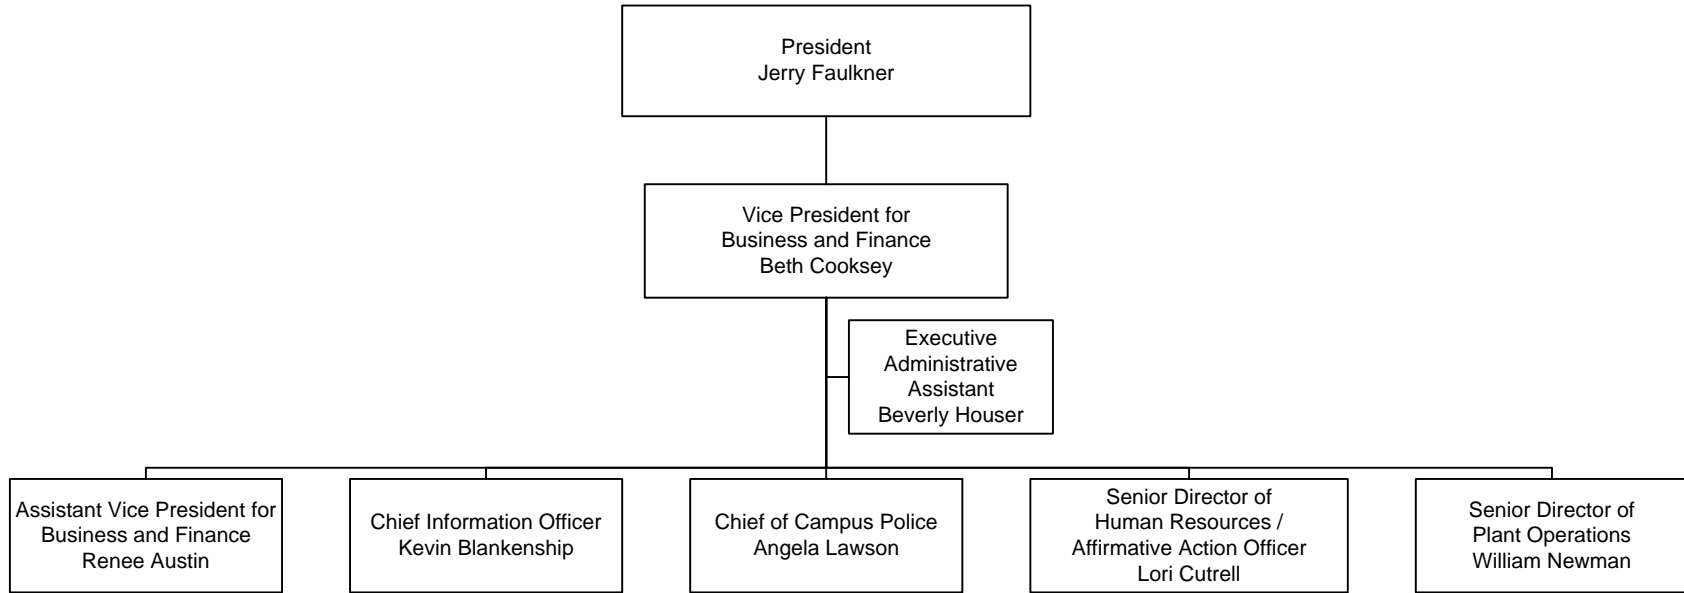 President
Jerry Faulkner
Vice President for
Business and Finance
Beth Cooksey
Executive
Administrative
Assistant
Beverly Houser
Assistant Vice President for
Business and Finance
Renee Austin
Chief Information Officer
Kevin Blankenship
Chief of Campus Police
Angela Lawson
Senior Director of
Human Resources /
Affirmative Action Officer
Lori Cutrell
Senior Director of
Plant Operations
William Newman